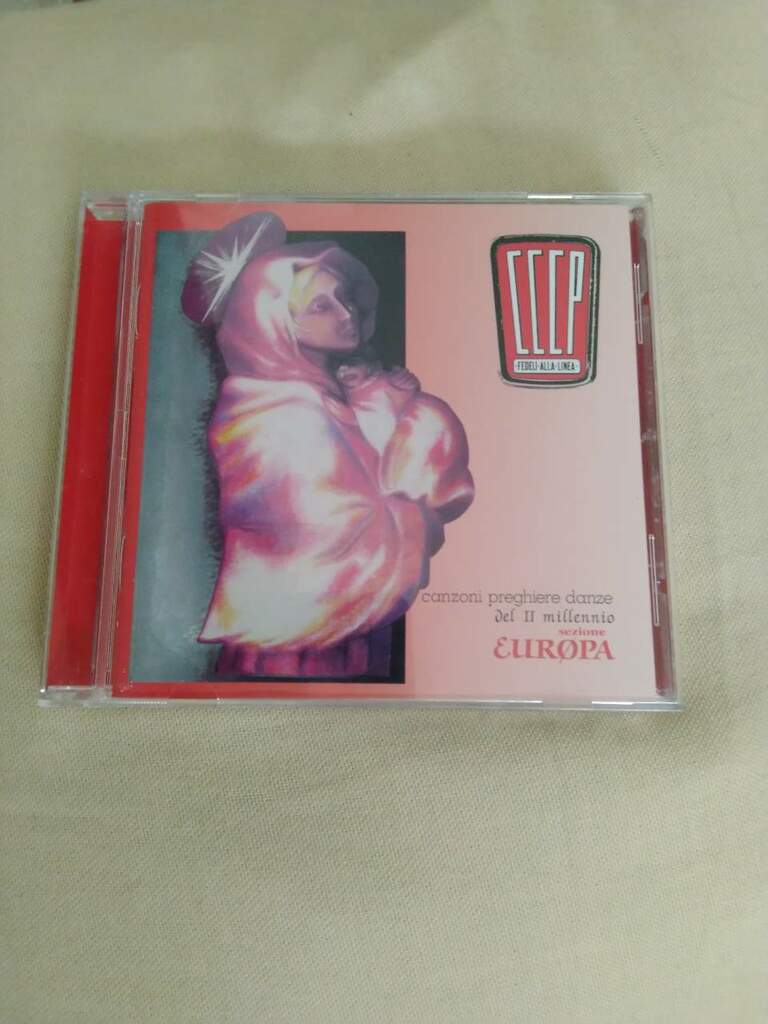 CCCP
·FEDELI·ALLA·LINEA·
canzoni preghiere danze
del II millennio
sezione
EURØPA